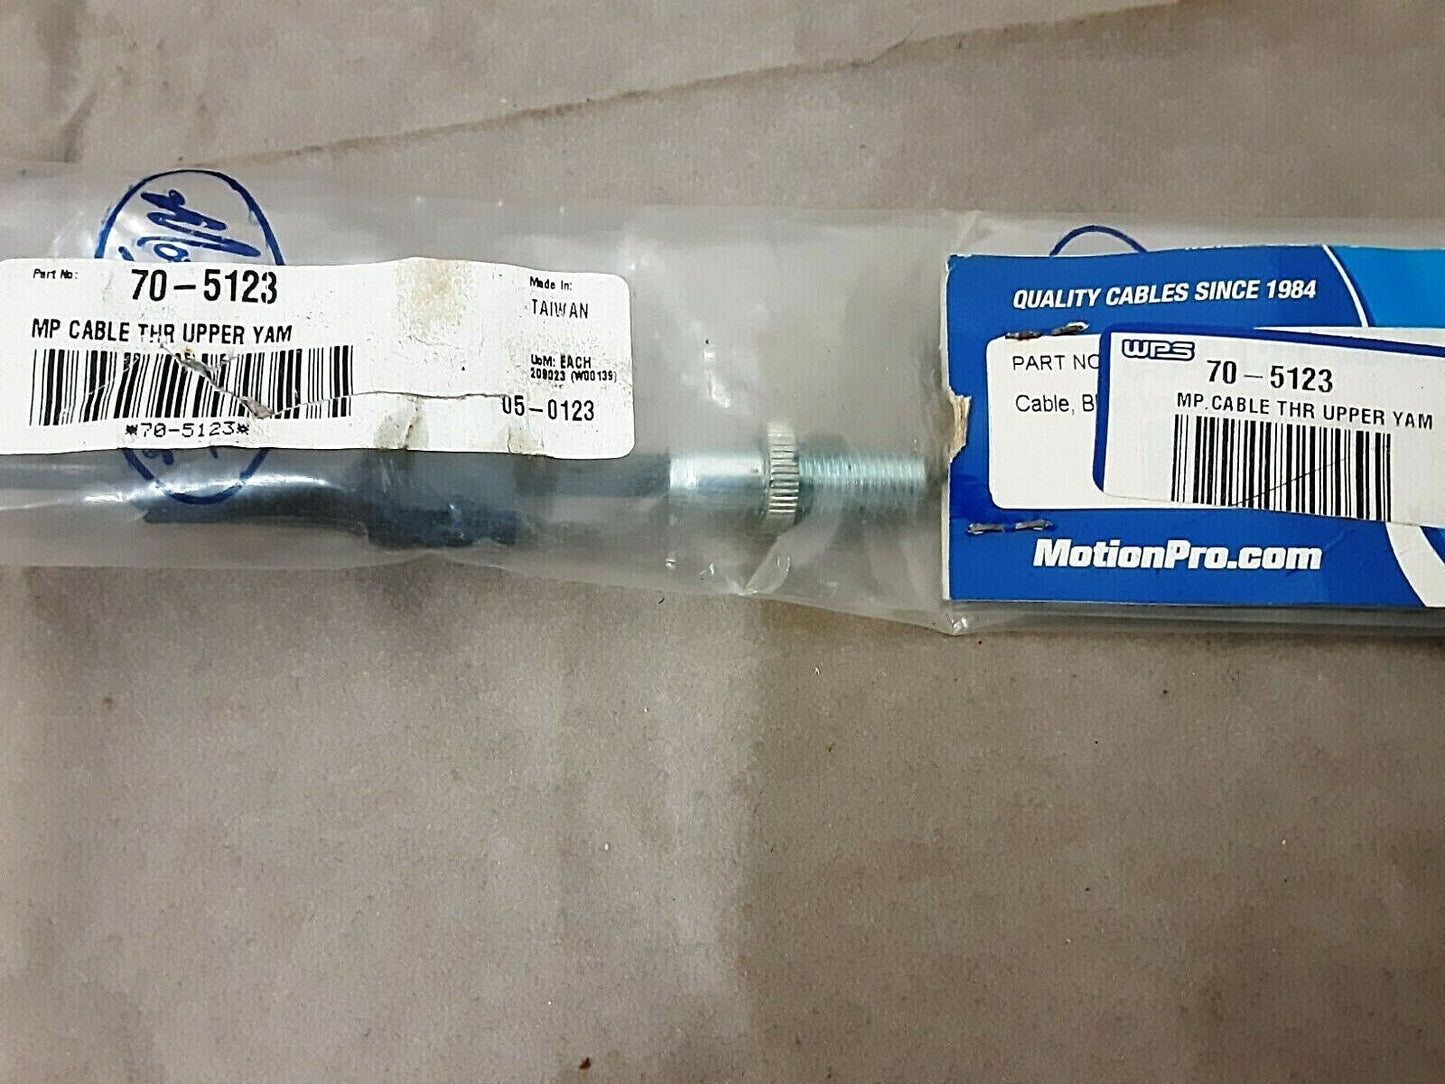 Part No: 70-5123
MP CABLE THR UPPER YAM
*70-5123*
Made In:
TAIWAN
UoM: EACH
209023 (W00139)
05-0123
QUALITY CABLES SINCE 1984
PART NO
Cable, B
WPS 70-5123
MP.CABLE THR UPPER YAM
MotionPro.com